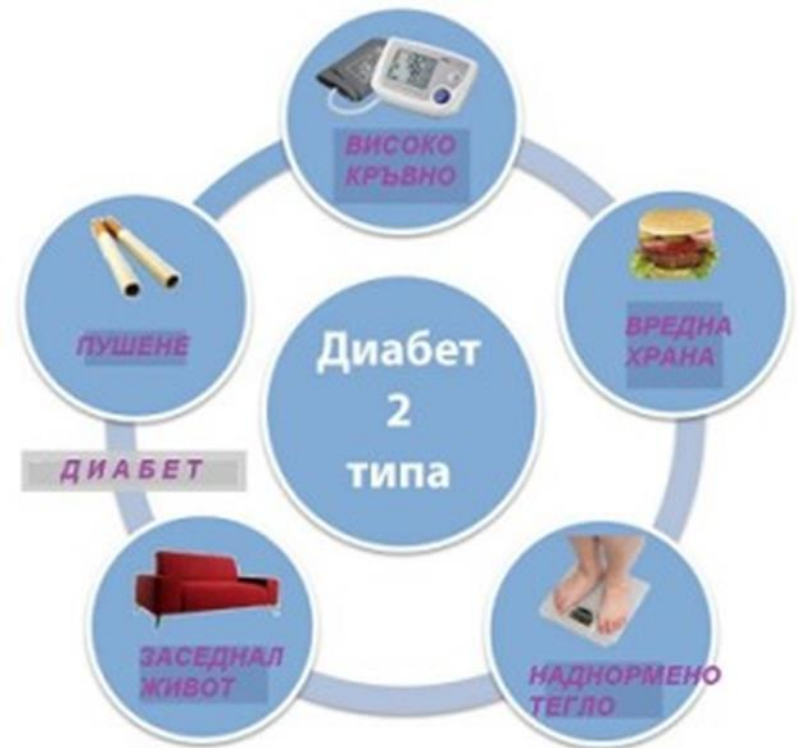 ВИСОКО
КРЪВНО
ВРЕДНА
ХРАНА
ПУШЕНЕ
Диабет
2
типа
ДИАБЕТ
ЗАСЕДНАЛ
ЖИВОТ
НАДНОРМЕНО
ТЕГЛО